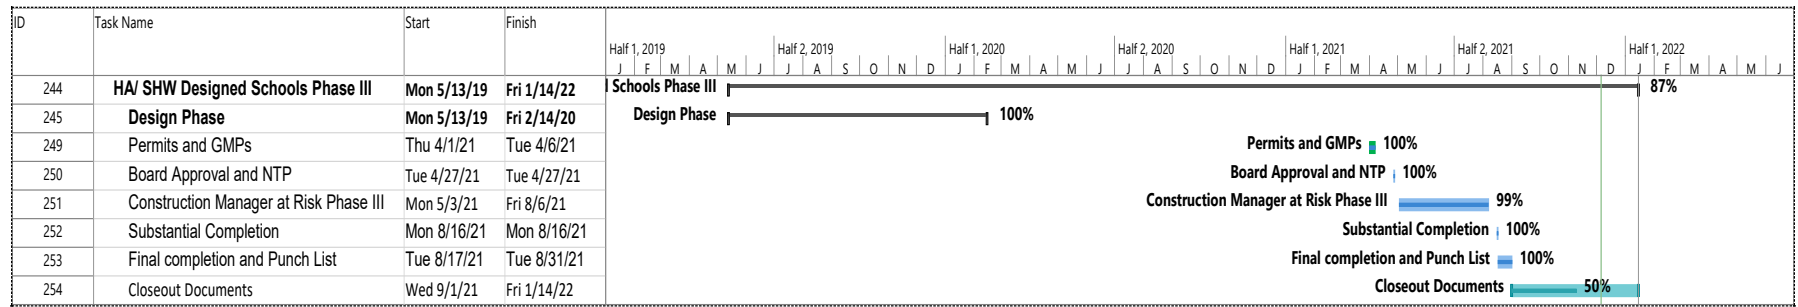 ID Task Name Start Finish
Half 1, 2019 Half 2, 2019 Half 1, 2020 Half 2, 2020 Half 1, 2021 Half 2, 2021 Half 1, 2022
J F M A M J J A S O N D J F M A M J J A S O N D J F M A M J J A S O N D J F M A M J
244 HA/ SHW Designed Schools Phase III Mon 5/13/19 Fri 1/14/22 Schools Phase III 87%
245 Design Phase Mon 5/13/19 Fri 2/14/20 Design Phase 100%
249 Permits and GMPs Thu 4/1/21 Tue 4/6/21 Permits and GMPs 100%
250 Board Approval and NTP Tue 4/27/21 Tue 4/27/21 Board Approval and NTP 100%
251 Construction Manager at Risk Phase III Mon 5/3/21 Fri 8/6/21 Construction Manager at Risk Phase III 99%
252 Substantial Completion Mon 8/16/21 Mon 8/16/21 Substantial Completion 100%
253 Final completion and Punch List Tue 8/17/21 Tue 8/31/21 Final completion and Punch List 100%
254 Closeout Documents Wed 9/1/21 Fri 1/14/22 Closeout Documents 50%